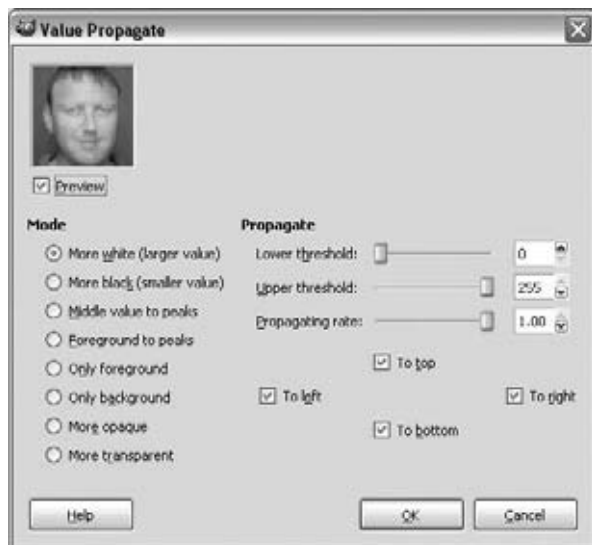 Value Propagate
Preview
Mode
More white (larger value)
More black (smaller value)
Middle value to peaks
Foreground to peaks
Only foreground
Only background
More opaque
More transparent
Propagate
Lower threshold: 0
Upper threshold: 255
Propagating rate: 1.00
To top
To left To right
To bottom
Help OK Cancel